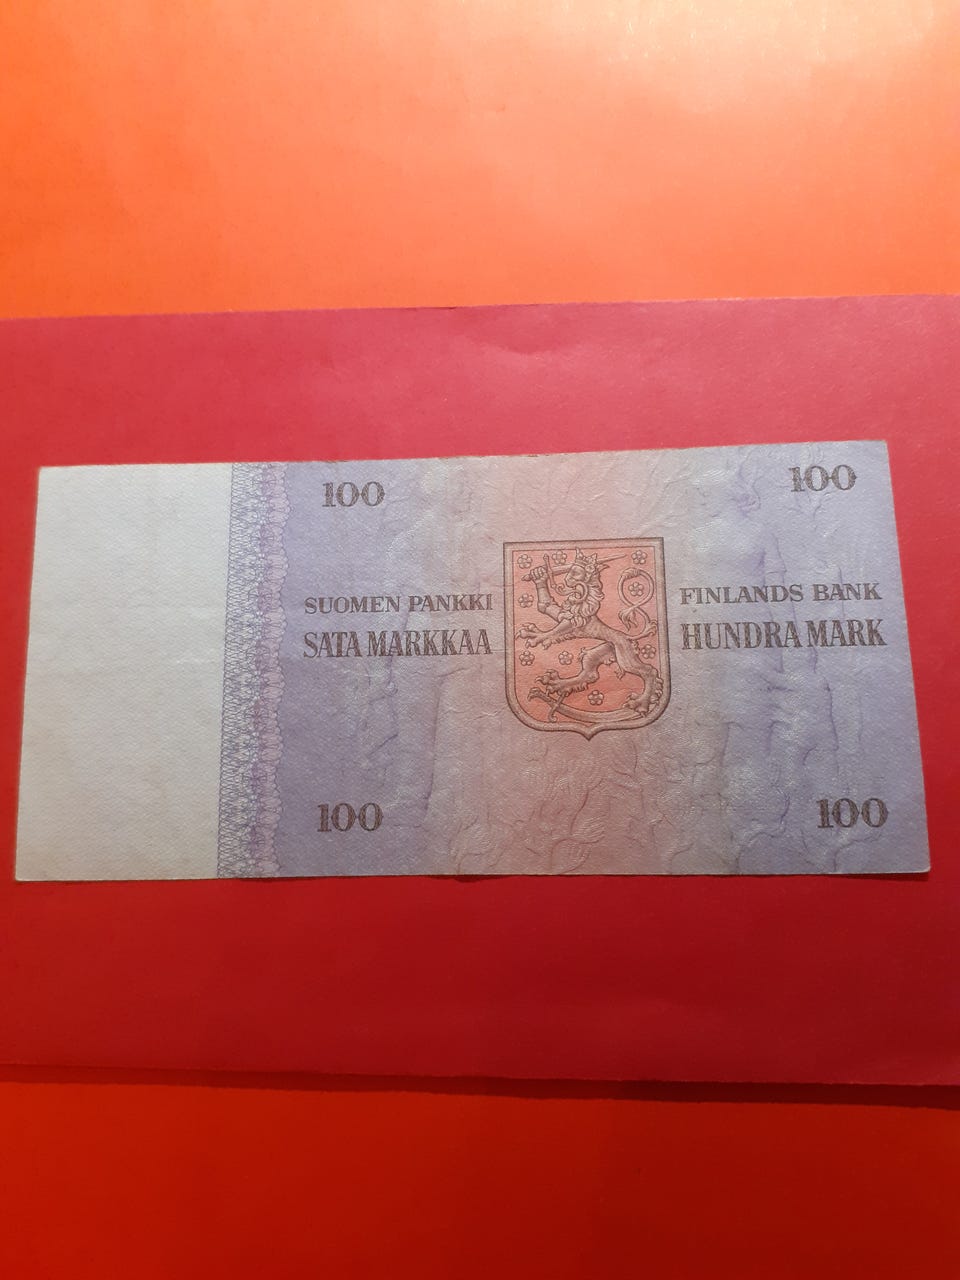 100
100
SUOMEN PANKKI
SATA MARKKAA
FINLANDS BANK
HUNDRA MARK
100
100